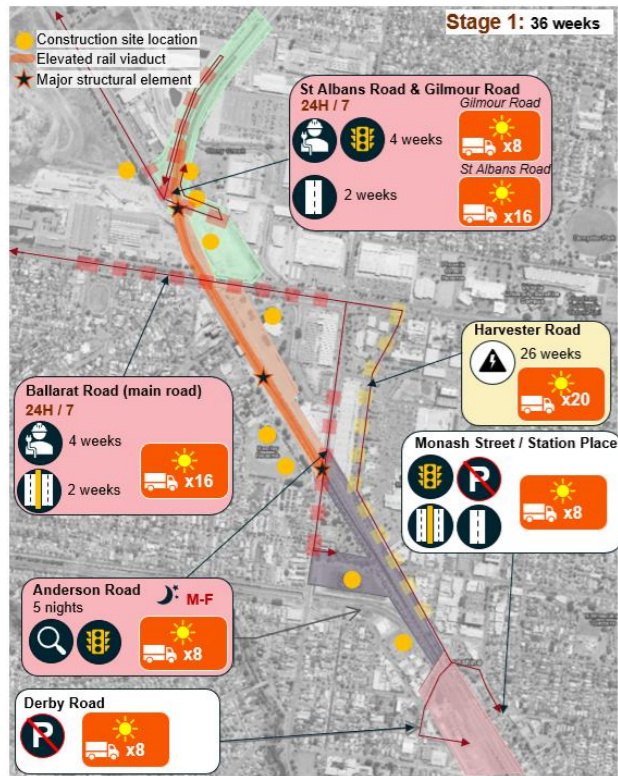 Stage 1: 36 weeks
Construction site location
Elevated rail viaduct
Major structural element
St Albans Road & Gilmour Road
24H / 7
Gilmour Road
4 weeks
x8
St Albans Road
2 weeks
x16
Harvester Road
26 weeks
x20
Ballarat Road (main road)
24H / 7
4 weeks
2 weeks
x16
Monash Street / Station Place
P
x8
Anderson Road
5 nights
M-F
x8
Derby Road
P
x8